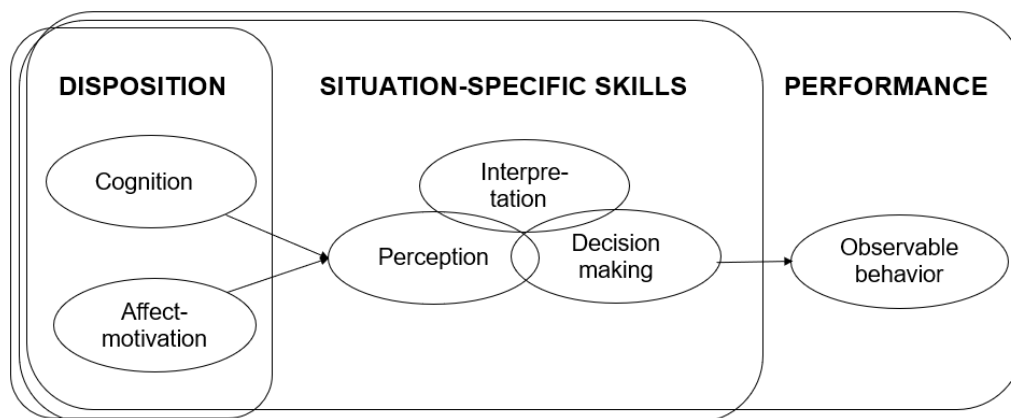 DISPOSITION
SITUATION-SPECIFIC SKILLS
PERFORMANCE
Cognition
Affect-
motivation
Interpre-
tation
Perception
Decision
making
Observable
behavior